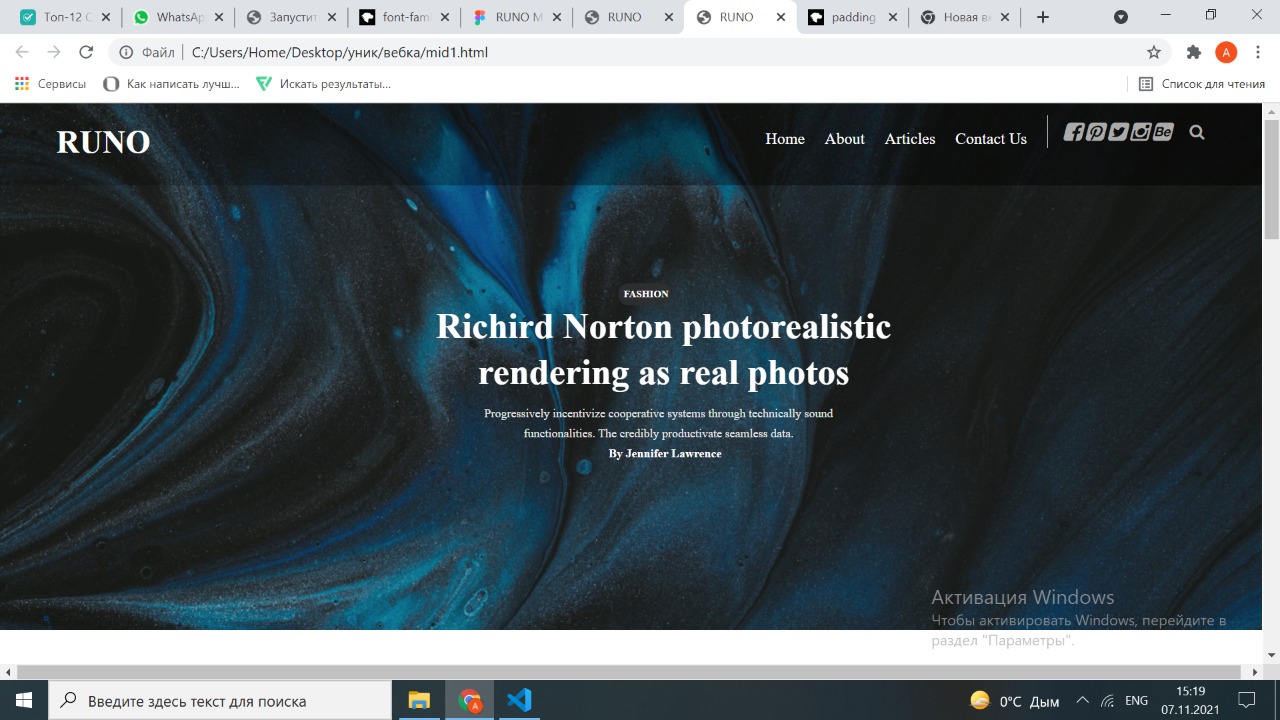 Топ-12 С
WhatsAp
Запустит
font-fam
RUNO M
RUNO
RUNO
padding
Новая вк
Файл | C:/Users/Home/Desktop/уник/вебка/mid1.html
A
Сервисы
Как написать лучш...
Искать результаты...
Список для чтения
RUNO
Home About Articles Contact Us
Be
FASHION
Richird Norton photorealistic
rendering as real photos
Progressively incentivize cooperative systems through technically sound
functionalities. The credibly productivate seamless data.
By Jennifer Lawrence
Активация Windows
Чтобы активировать Windows, перейдите в
раздел "Параметры".
Введите здесь текст для поиска
A
0°C Дым
ENG
15:19
07.11.2021